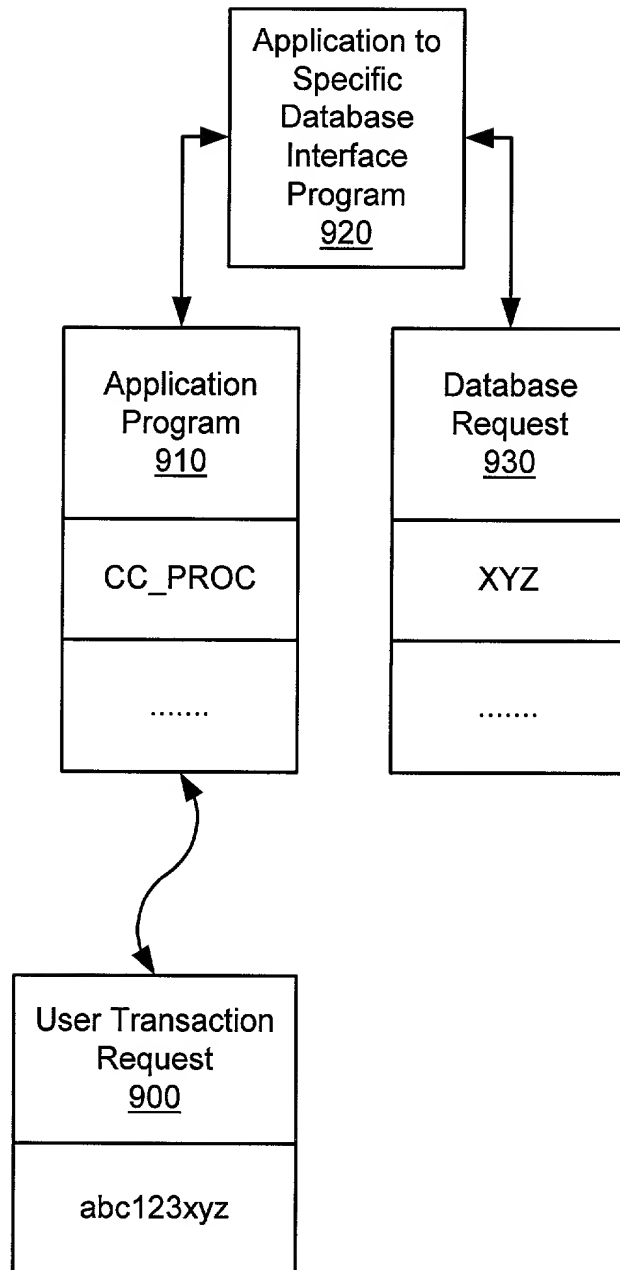 Application to
Specific
Database
Interface
Program
920
Application
Program
910
CC_PROC
.......
Database
Request
930
XYZ
.......
User Transaction
Request
900
abc123xyz